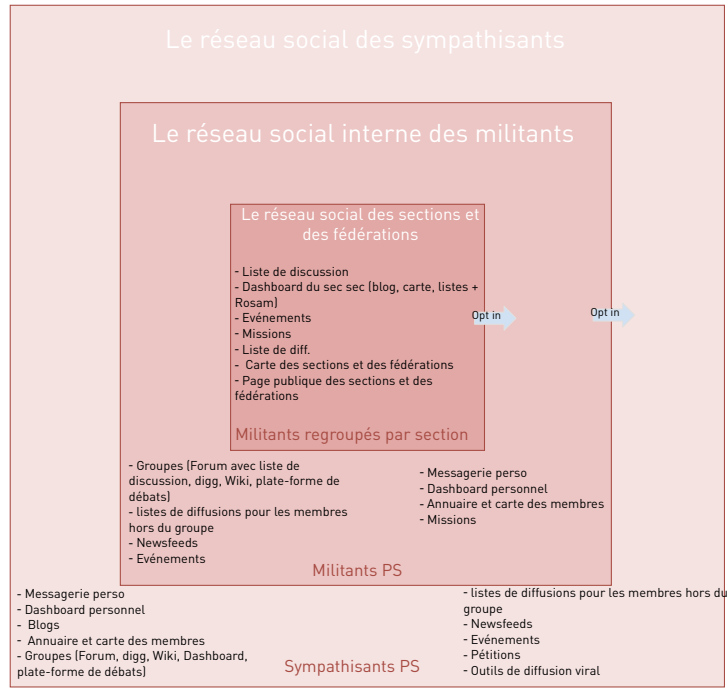 Le réseau social des sympathisants
Le réseau social interne des militants
Le réseau social des sections et
des fédérations
- Liste de discussion
- Dashboard du sec sec (blog, carte, listes +
Rosam)
- Evénements
- Missions
- Liste de diff.
- Carte des sections et des fédérations
- Page publique des sections et des
fédérations
Opt in
Opt in
Militants regroupés par section
- Groupes (Forum avec liste de
discussion, digg, Wiki, plate-forme de
débats)
- listes de diffusions pour les membres
hors du groupe
- Newsfeeds
- Evénements
- Messagerie perso
- Dashboard personnel
- Annuaire et carte des membres
- Missions
Militants PS
- Messagerie perso
- Dashboard personnel
- Blogs
- Annuaire et carte des membres
- Groupes (Forum, digg, Wiki, Dashboard,
plate-forme de débats)
- listes de diffusions pour les membres hors du
groupe
- Newsfeeds
- Evénements
- Pétitions
- Outils de diffusion viral
Sympathisants PS